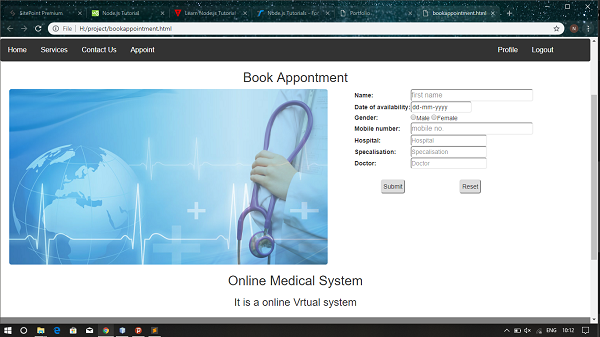 SitePoint Premium
Node.js Tutorial
Learn Nodejs Tutorial
Node.js Tutorials - For
Portfolio
bookappointment.html
File
H:/project/bookappointment.html
N
Home Services Contact Us Appoint Profile Logout
Book Appontment
Name: first name
Date of availability: dd-mm-yyyy
Gender: Male Female
Mobile number: mobile no
Hospital: Hospital
Specalisation: Specalisation
Doctor: Doctor
Submit Reset
Online Medical System
It is a online Vrtual system
ENG 10:12